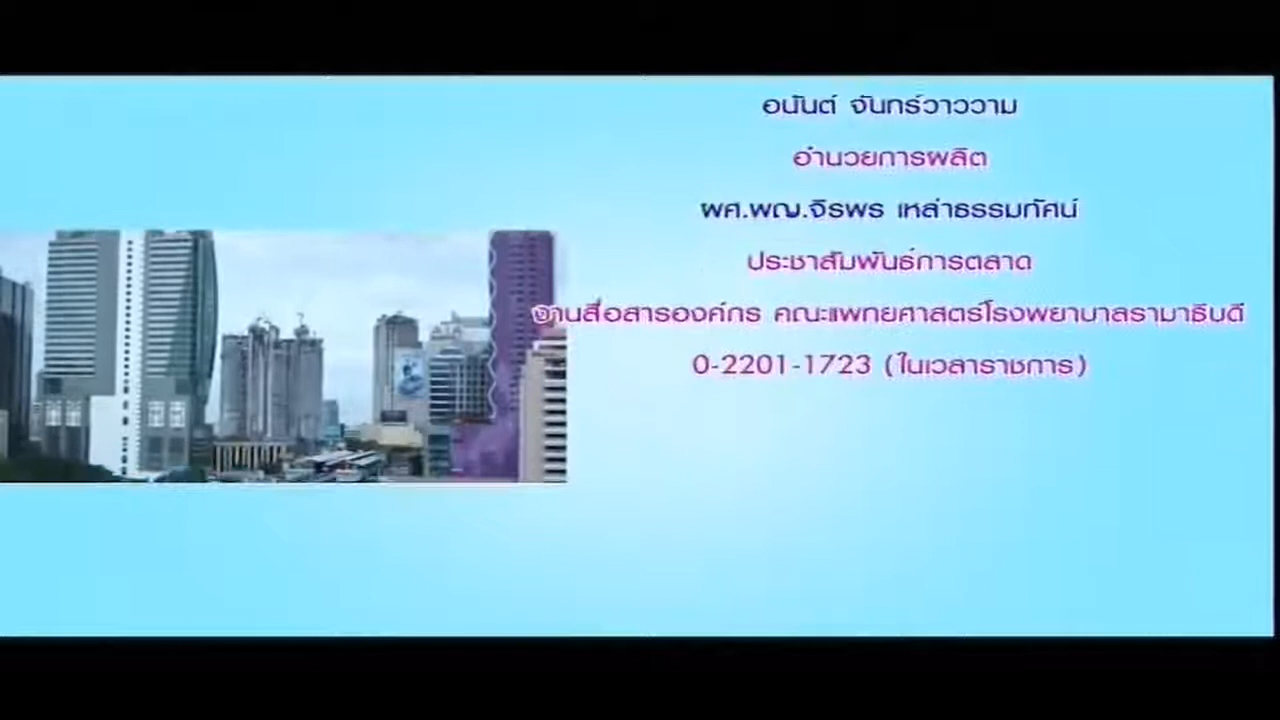 อนันต์ จันทร์วาววาม
อำนวยการผลิต
ผศ.พญ.จิรพร เหล่าธรรมทัศน์
ประชาสัมพันธ์การตลาด
งานสื่อสารองค์กร คณะแพทยศาสตร์โรงพยาบาลรามาธิบดี
0-2201-1723 (ในเวลาราชการ)